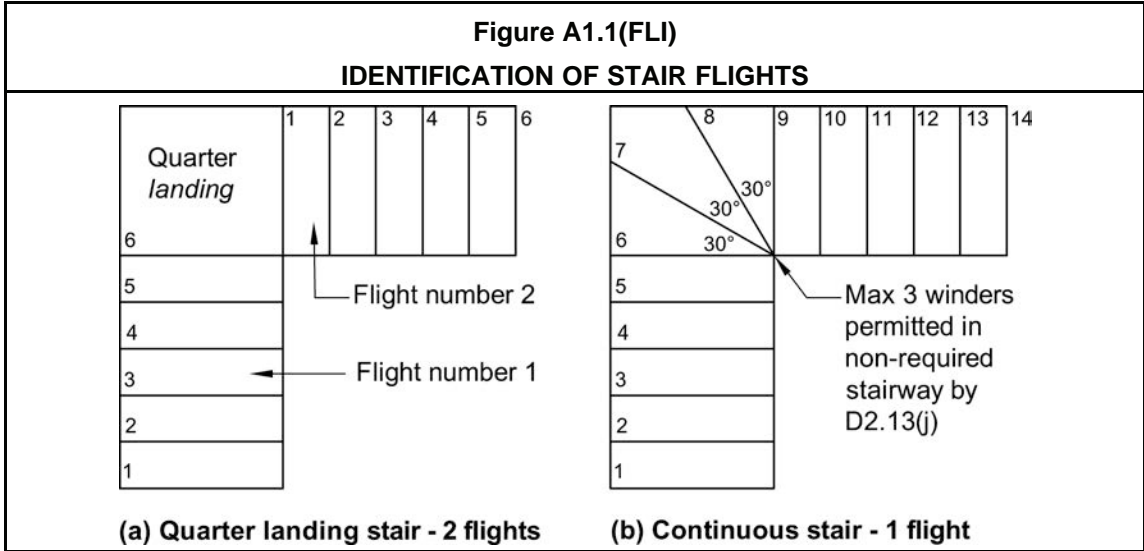 Figure A1.1(FLI)
IDENTIFICATION OF STAIR FLIGHTS
1 2 3 4 5 6
Quarter
landing
6
5
4
3
2
1
Flight number 2
Flight number 1
(a) Quarter landing stair - 2 flights
8 9 10 11 12 13 14
7
30°
30°
6 30°
5
4
3
2
1
Max 3 winders
permitted in
non-required
stairway by
D2.13(j)
(b) Continuous stair - 1 flight